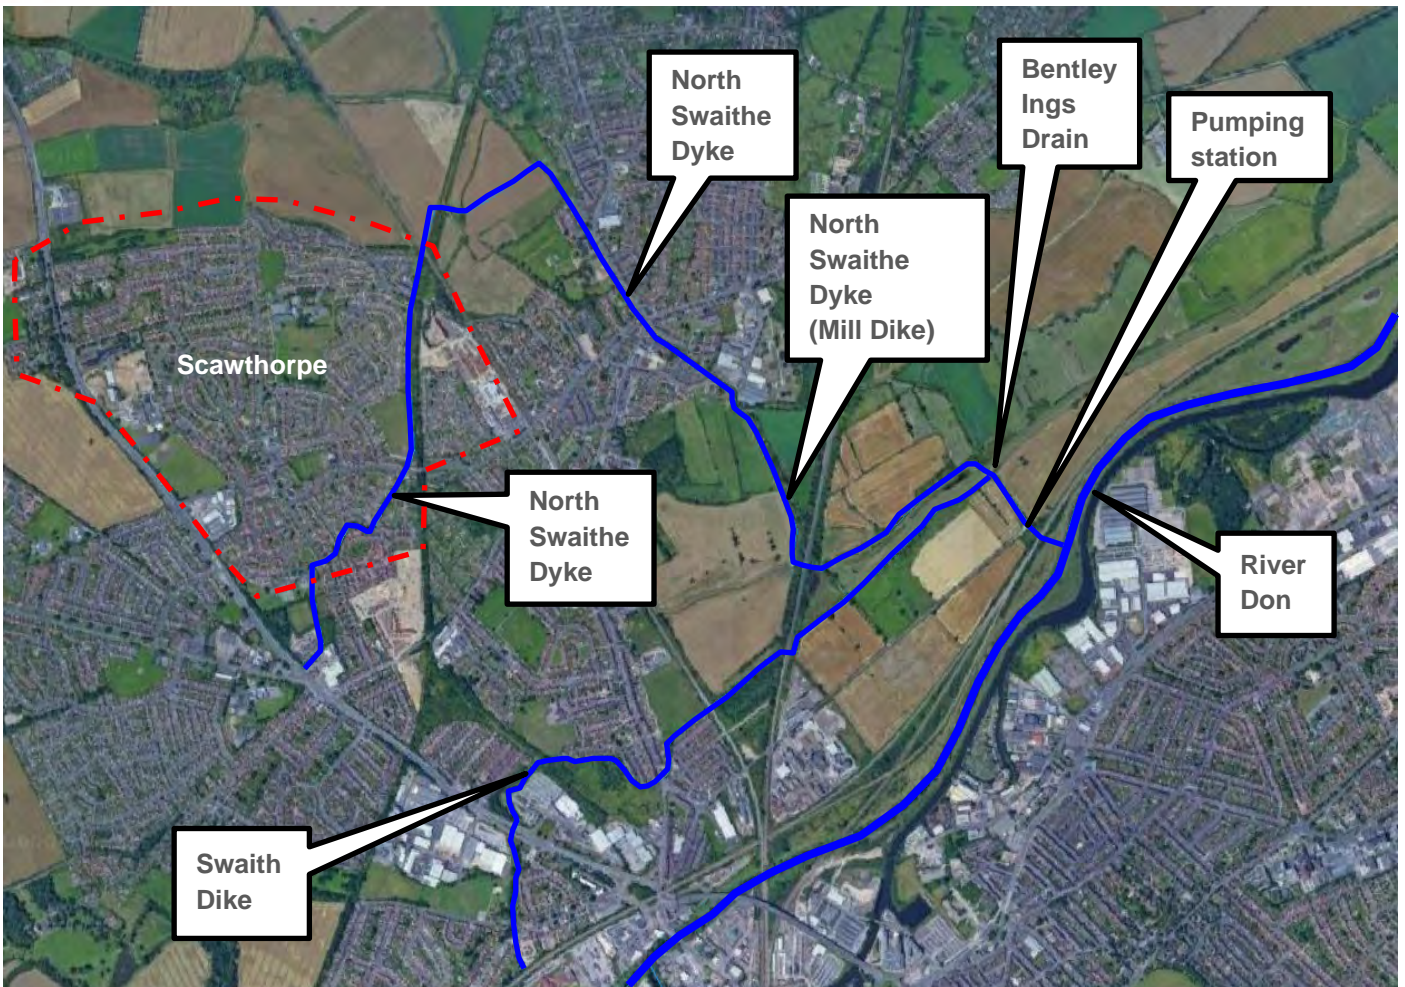 North
Swaithe
Dyke
Bentley
Ings
Drain
Pumping
station
North
Swaithe
Dyke
(Mill Dike)
Scawthorpe
North
Swaithe
Dyke
River
Don
Swaith
Dike